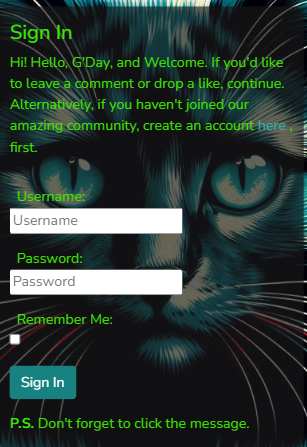 Sign In
Hi! Hello, G'Day, and Welcome. If you'd like
to leave a comment or drop a like, continue.
Alternatively, if you haven't joined our
amazing community, create an account here ,
first.
Username:
Username
Password:
Password
Remember Me:
Sign In
P.S. Don't forget to click the message.